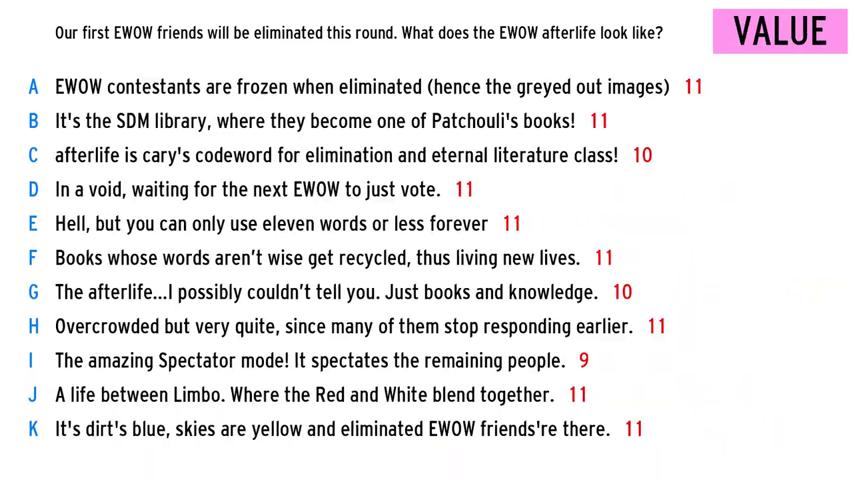 Our first EWOW friends will be eliminated this round. What does the EWOW afterlife look like?
VALUE
A EWOW contestants are frozen when eliminated (hence the greyed out images) 11
B It's the SDM library, where they become one of Patchouli's books! 11
C afterlife is cary's codeword for elimination and eternal literature class! 10
D In a void, waiting for the next EWOW to just vote. 11
E Hell, but you can only use eleven words or less forever 11
F Books whose words aren’t wise get recycled, thus living new lives. 11
G The afterlife...I possibly couldn’t tell you. Just books and knowledge. 10
H Overcrowded but very quite, since many of them stop responding earlier. 11
I The amazing Spectator mode! It spectates the remaining people. 9
J A life between Limbo. Where the Red and White blend together. 11
K It's dirt's blue, skies are yellow and eliminated EWOW friends're there. 11